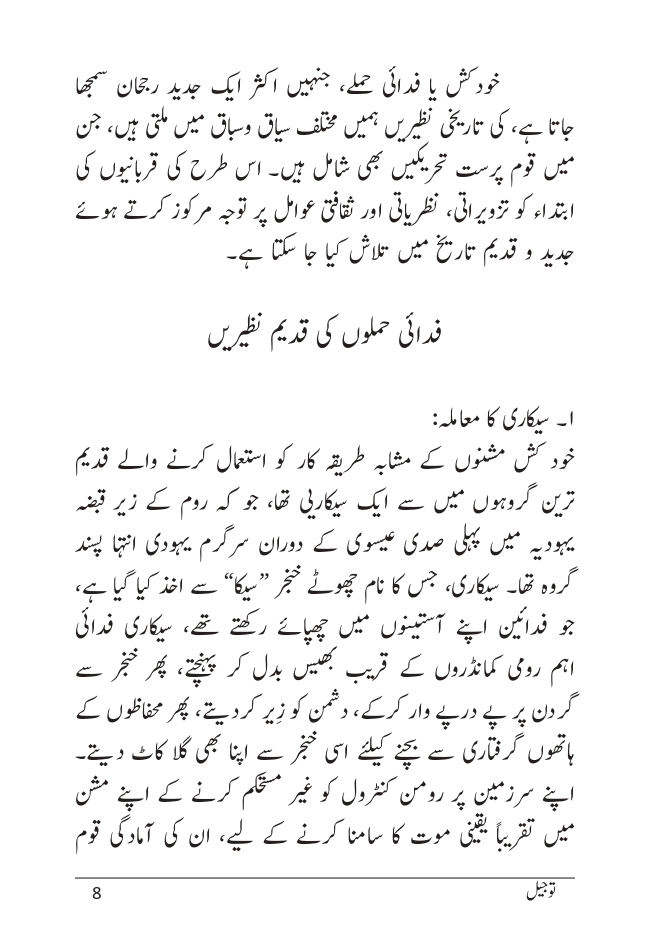 خودکش یا فدائی حملے، جنہیں اکثر ایک جدید رجحان سمجھا
جاتا ہے، کی تاریخی نظیریں ہمیں مختلف سیاق وسباق میں ملتی ہیں، جن
میں قوم پرست تحریکیں بھی شامل ہیں۔ اس طرح کی قربانیوں کی
ابتداء کو تزویراتی، نظریاتی اور ثقافتی عوامل پر توجہ مرکوز کرتے ہوئے
جدید و قدیم تاریخ میں تلاش کیا جا سکتا ہے۔
فدائی حملوں کی قدیم نظیریں
۱۔ سیکاری کا معاملہ:
خود کش مشنوں کے مشابہ طریقہ کار کو استعمال کرنے والے قدیم
ترین گروہوں میں سے ایک سیکاریی تھا، جو کہ روم کے زیر قبضہ
یہودیہ میں پہلی صدی عیسوی کے دوران سرگرم یہودی انتہا پسند
گروہ تھا۔ سیکاری، جس کا نام چھوٹے خنجر ”سیکا“ سے اخذ کیا گیا ہے،
جو فدائین اپنے آستینوں میں چھپائے رکھتے تھے، سیکاری فدائی
اہم رومی کمانڈروں کے قریب بھیس بدل کر پہنچتے، پھر خنجر سے
گردن پر پے درپے وار کرکے، دشمن کو زِیر کردیتے، پھر محافظوں کے
ہاتھوں گرفتاری سے بچنے کیلئے اسی خنجر سے اپنا بھی گلا کاٹ دیتے۔
اپنے سرزمین پر رومن کنٹرول کو غیر مستحکم کرنے کے اپنے مشن
میں تقریباً یقینی موت کا سامنا کرنے کے لیے، ان کی آمادگی قوم
توجیل
8